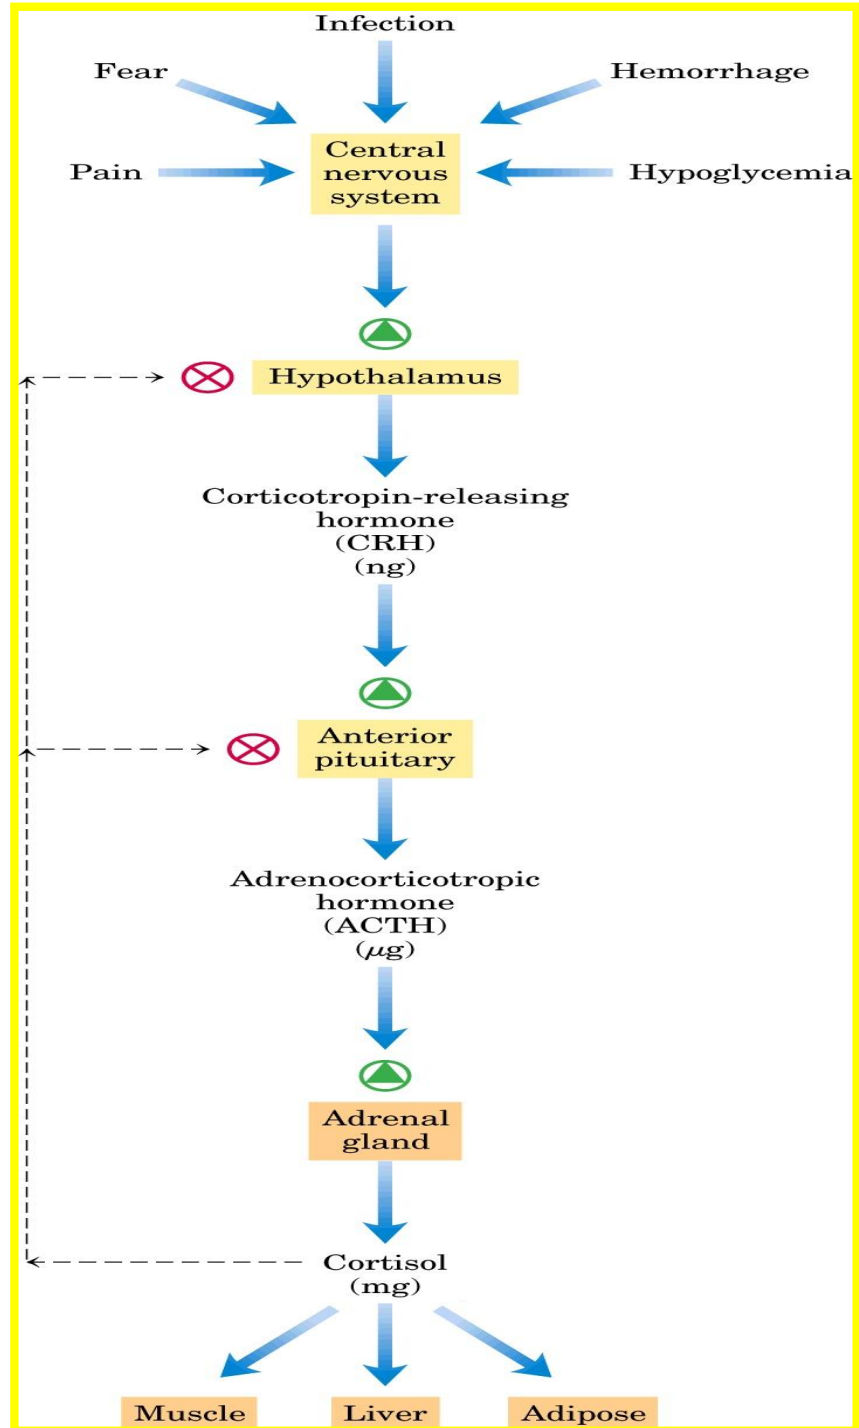 Infection
Fear
Hemorrhage
Pain
Central
nervous
system
Hypoglycemia
Hypothalamus
Corticotropin-releasing
hormone
(CRH)
(ng)
Anterior
pituitary
Adrenocorticotropic
hormone
(ACTH)
(μg)
Adrenal
gland
Cortisol
(mg)
Muscle
Liver
Adipose